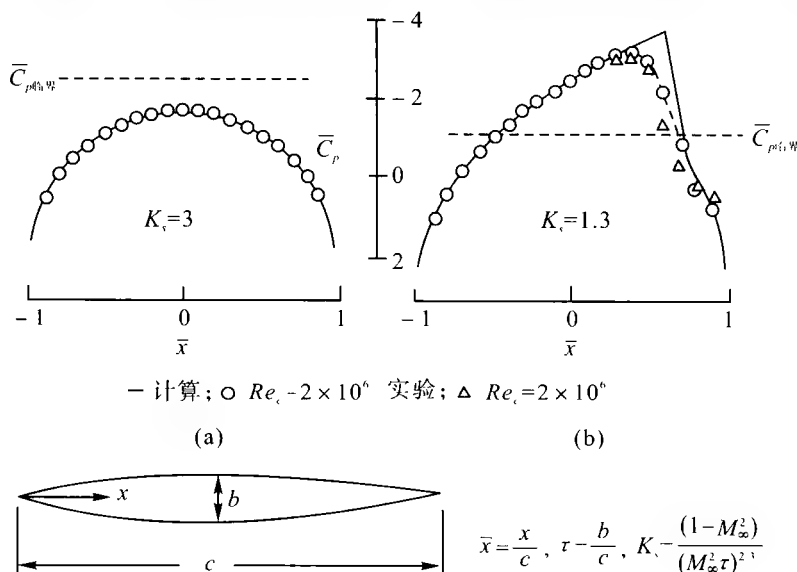 (a)
(b)
-4
-2
0
2
C̄p临界
C̄p
C̄p临界
Ks=3
Ks=1.3
-1 0 1
x̄
-1 0 1
x̄
— 计算; ○ Rec-2×10⁶ 实验; △ Rec=2×10⁶
(a) (b)
x
b
c
x̄=x/c, τ-b/c, Ks-(1-M∞²)/(M∞²τ)^2/3